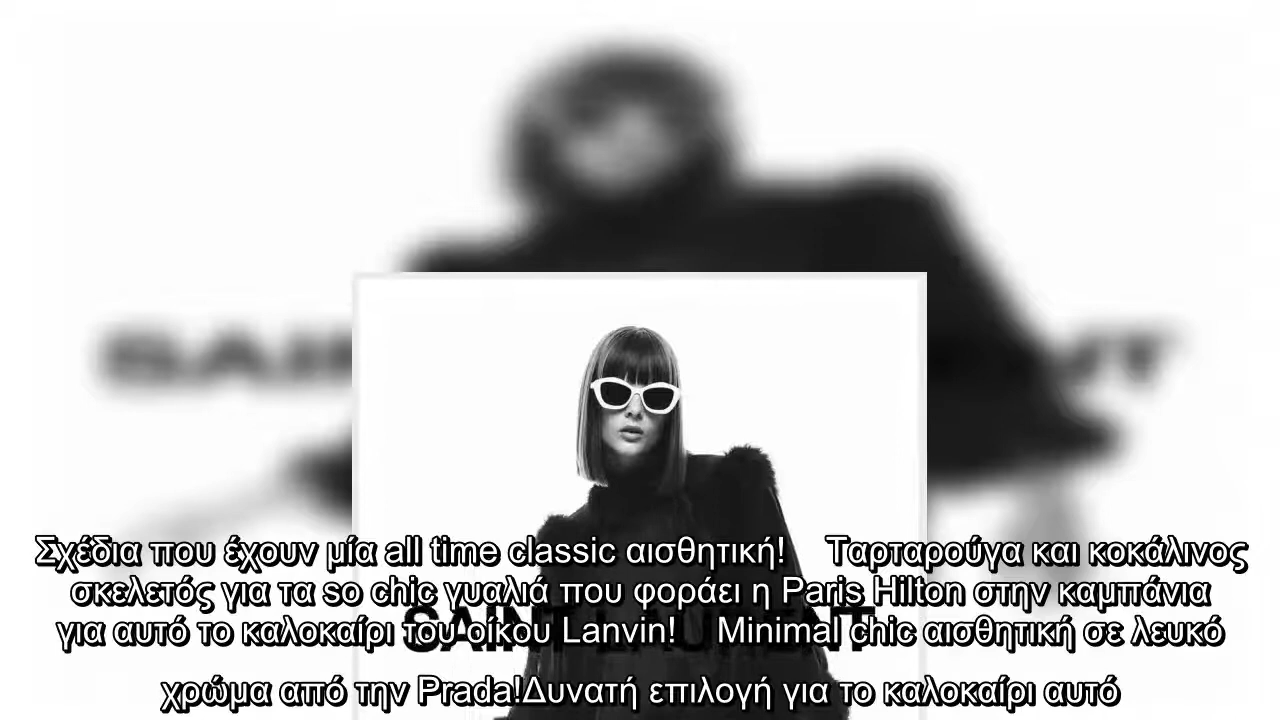 Σχέδια που έχουν μία all time classic αισθητική! Ταρταρούγα και κοκάλινος
σκελετός για τα so chic γυαλιά που φοράει η Paris Hilton στην καμπάνια
SAINT LAURENT
για αυτό το καλοκαίρι του οίκου Lanvin! Minimal chic αισθητική σε λευκό
χρώμα από την Prada!Δυνατή επιλογή για το καλοκαίρι αυτό